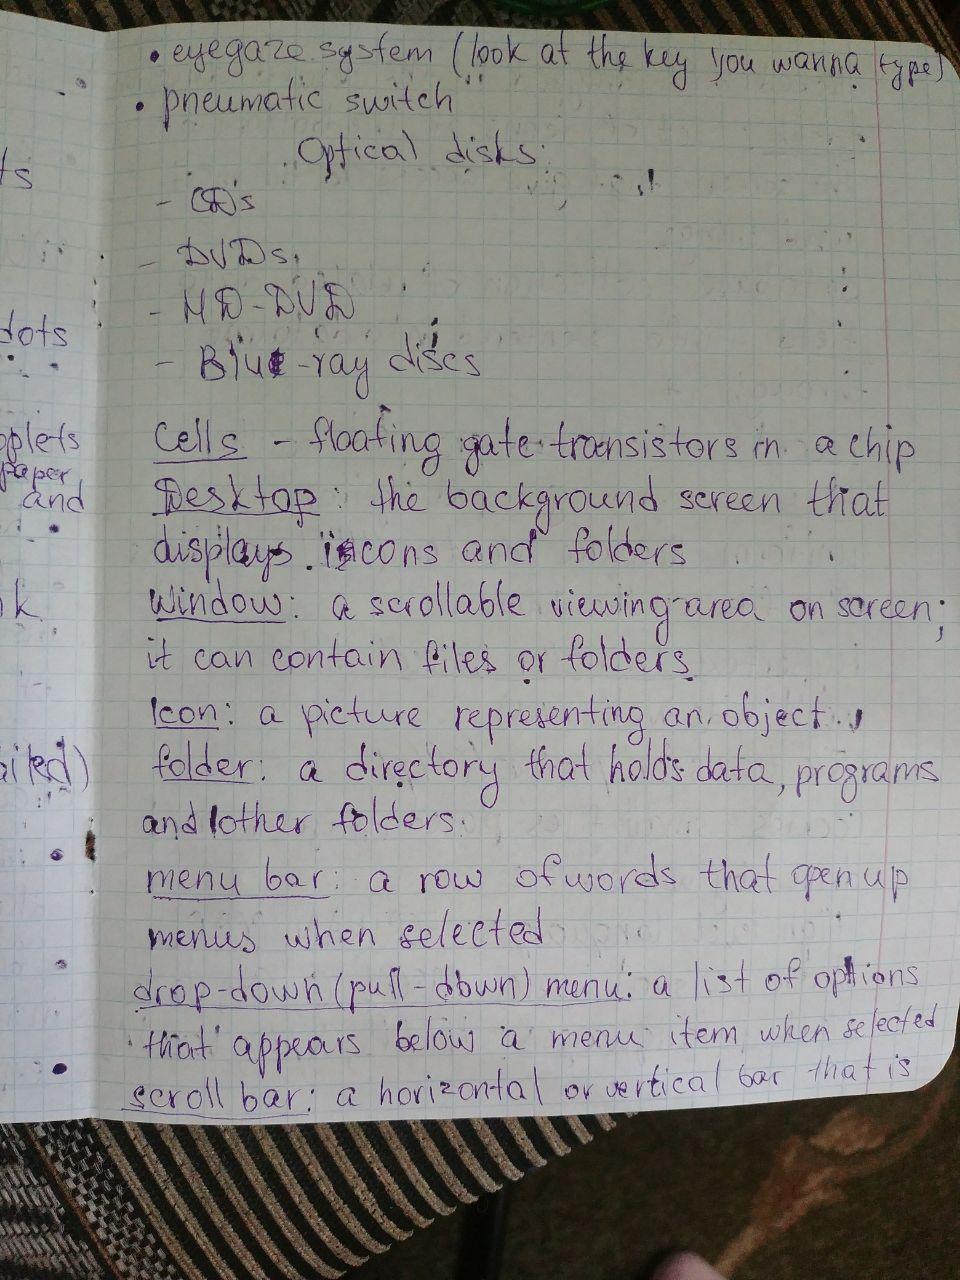 • eyegaze system (look at the key you wanna type)
• pneumatic switch
Optical disks:
- CDs
- DVDs
- HD-DVD
- Blue-ray discs
Cells - floating gate transistors in a chip
Desktop: the background screen that
displays icons and folders
Window: a scrollable viewing area on screen;
it can contain files or folders
Icon: a picture representing an object.
folder: a directory that holds data, programs
and other folders.
menu bar: a row of words that open up
menus when selected
drop-down (pull-down) menu: a list of options
that appears below a menu item when selected
scroll bar: a horizontal or vertical bar that is
ts
dots
plets
paper
and
k
ailed)